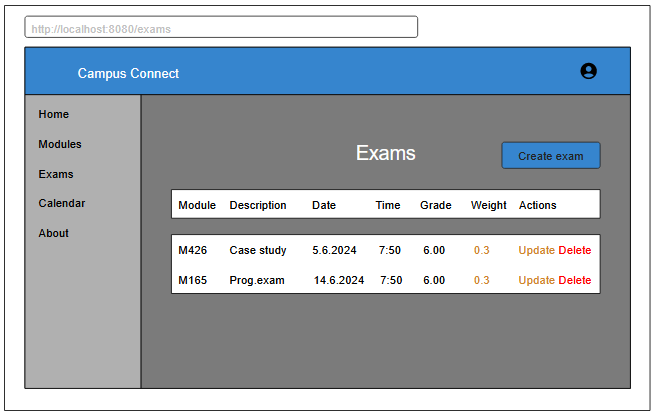 http://localhost:8080/exams
Campus Connect
Home
Modules
Exams
Calendar
About
Exams
Create exam
Module Description Date Time Grade Weight Actions
M426 Case study 5.6.2024 7:50 6.00 0.3 Update Delete
M165 Prog.exam 14.6.2024 7:50 6.00 0.3 Update Delete